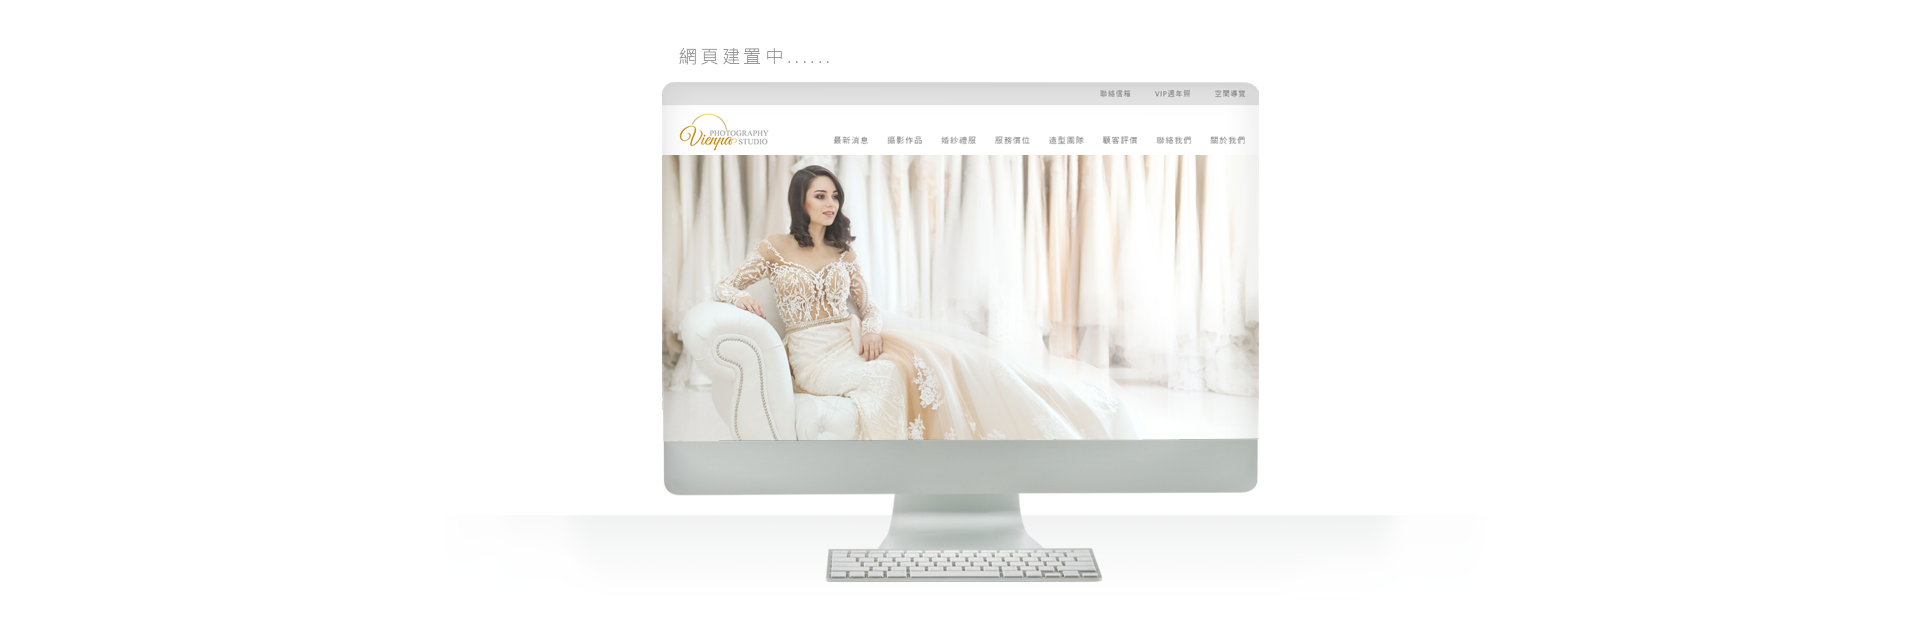 網頁建置中......
聯絡信箱 VIP週年照 空間導覽
Vienna PHOTOGRAPHY STUDIO
最新消息 攝影作品 婚紗禮服 服務價位 造型團隊 顧客評價 聯絡我們 關於我們